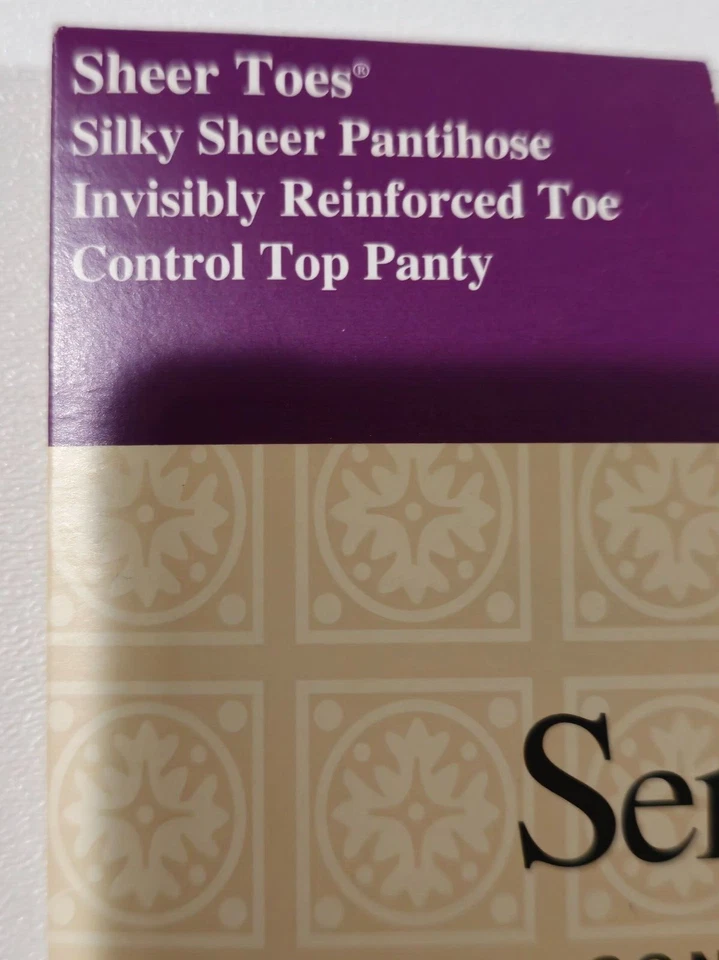 Sheer Toes®
Silky Sheer Pantihose
Invisibly Reinforced Toe
Control Top Panty